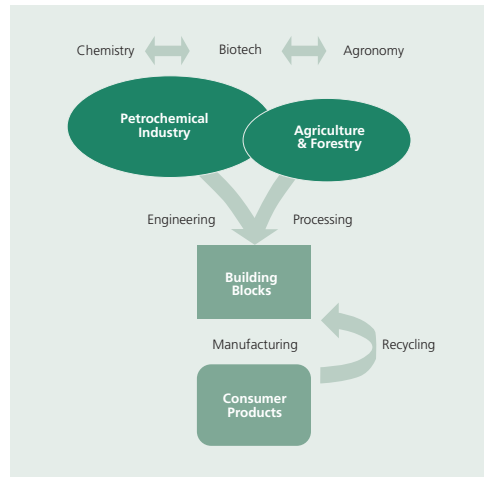 Chemistry Biotech Agronomy
Petrochemical
Industry
Agriculture
& Forestry
Engineering Processing
Building
Blocks
Manufacturing Recycling
Consumer
Products